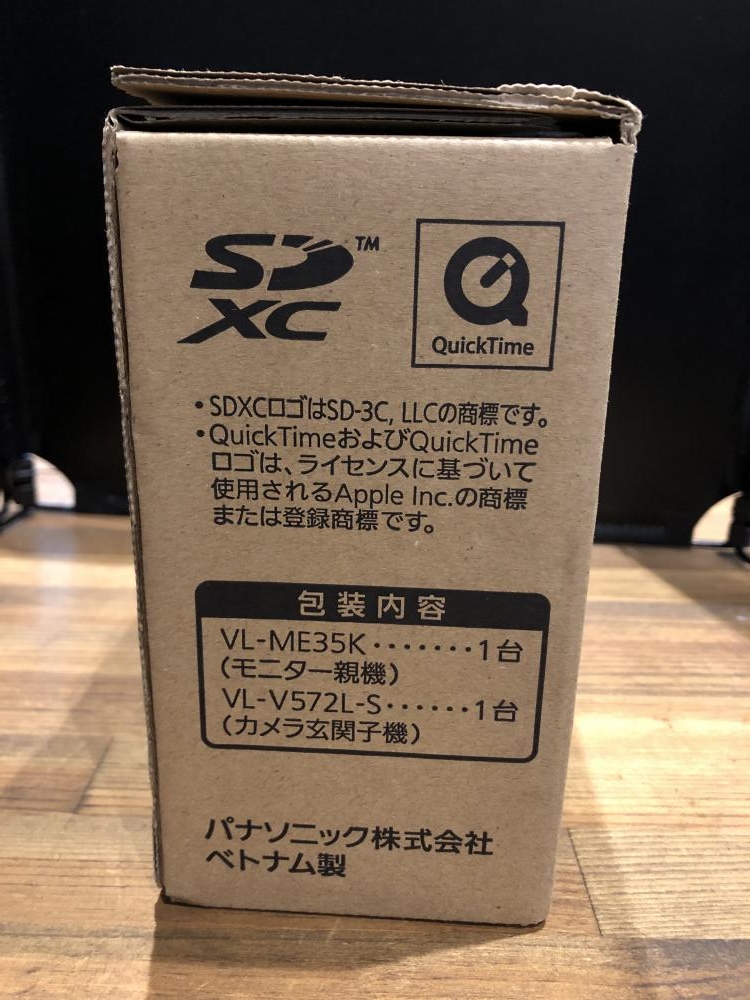 SD™
XC
QuickTime
・SDXCロゴはSD-3C, LLCの商標です。
・QuickTimeおよびQuickTime
ロゴは、ライセンスに基づいて
使用されるApple Inc.の商標
または登録商標です。
包装内容
VL-ME35K・・・・・・・1台
(モニター親機)
VL-V572L-S・・・・・・1台
(カメラ玄関子機)
パナソニック株式会社
ベトナム製